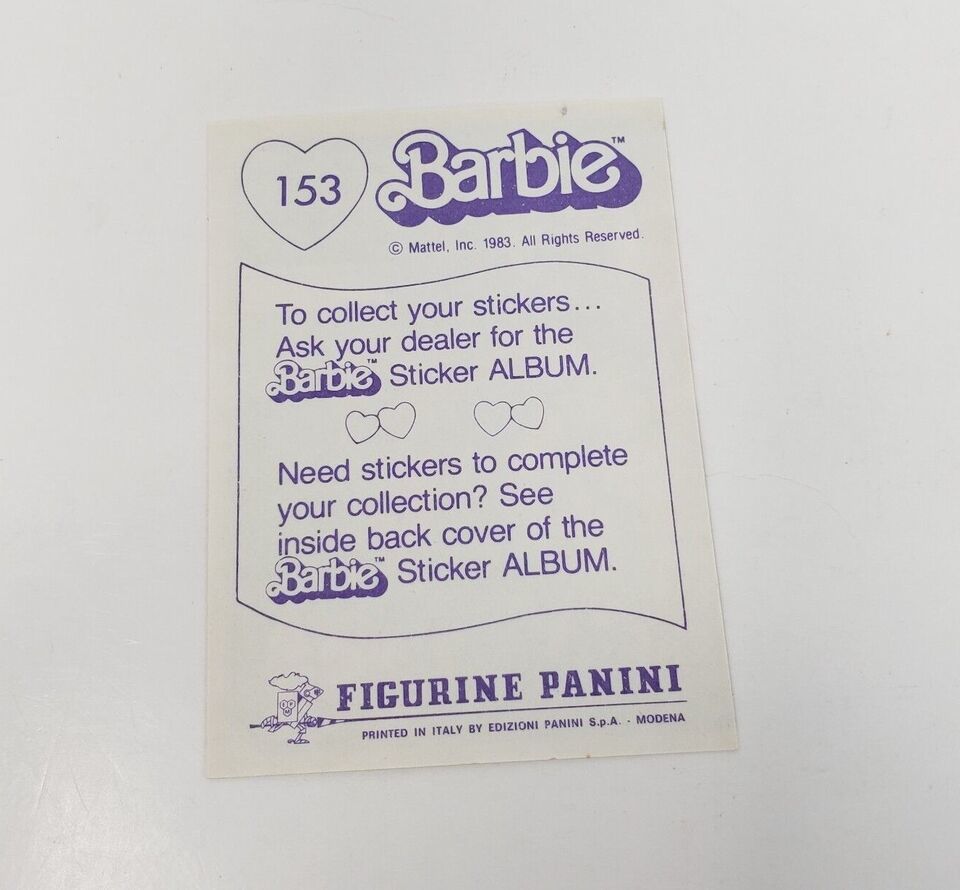 153
Barbie™
© Mattel, Inc. 1983. All Rights Reserved.
To collect your stickers...
Ask your dealer for the
Barbie™ Sticker ALBUM.
Need stickers to complete
your collection? See
inside back cover of the
Barbie™ Sticker ALBUM.
FIGURINE PANINI
PRINTED IN ITALY BY EDIZIONI PANINI S.p.A. - MODENA